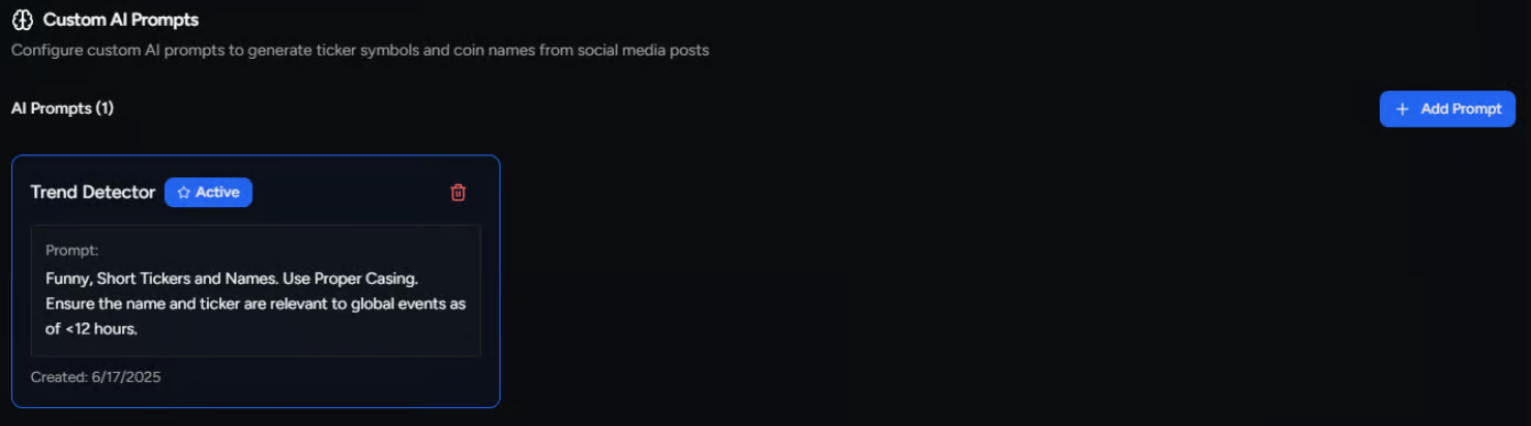 Custom AI Prompts
Configure custom AI prompts to generate ticker symbols and coin names from social media posts
AI Prompts (1)
+ Add Prompt
Trend Detector Active
Prompt:
Funny, Short Tickers and Names. Use Proper Casing.
Ensure the name and ticker are relevant to global events as
of <12 hours.
Created: 6/17/2025